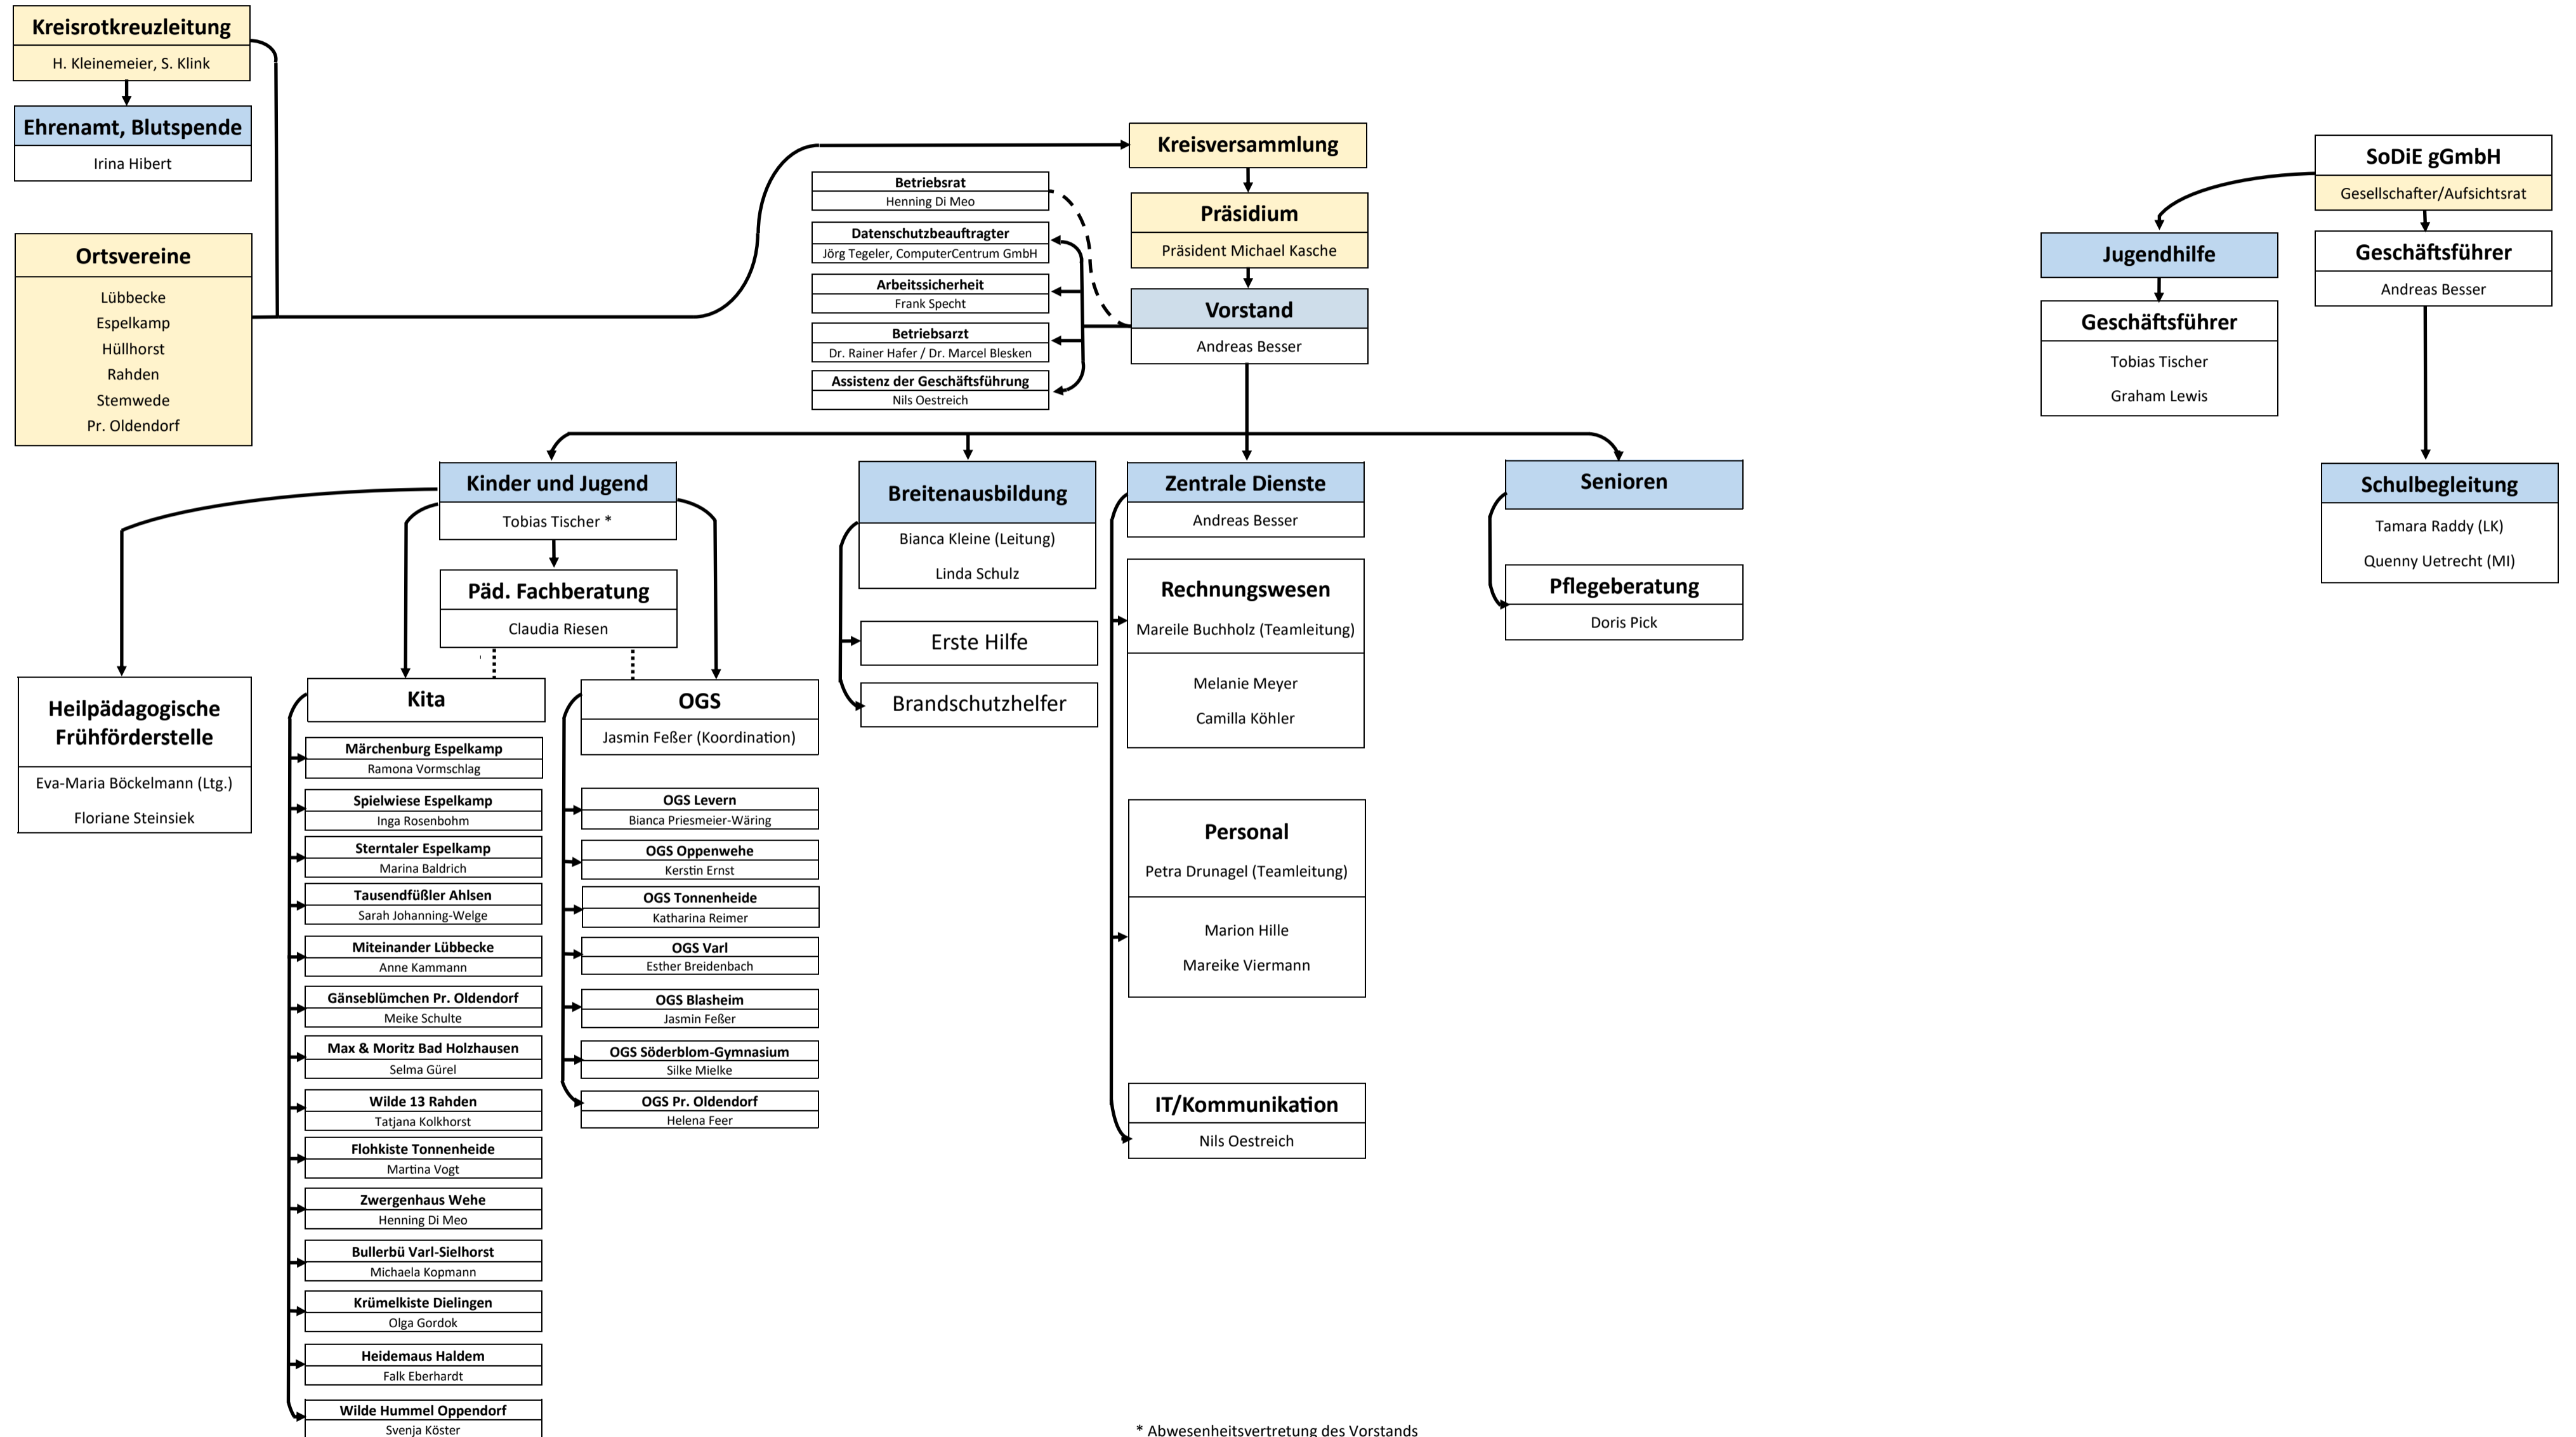 Kreisrotkreuzleitung
H. Kleinemeier, S. Klink
Ehrenamt, Blutspende
Irina Hibert
Ortsvereine
Lübbecke
Espelkamp
Hüllhorst
Rahden
Stemwede
Pr. Oldendorf
Kreisversammlung
Präsidium
Präsident Michael Kasche
Vorstand
Andreas Besser
Betriebsrat
Henning Di Meo
Datenschutzbeauftragter
Jörg Tegeler, ComputerCentrum GmbH
Arbeitssicherheit
Frank Specht
Betriebsarzt
Dr. Rainer Hafer / Dr. Marcel Blesken
Assistenz der Geschäftsführung
Nils Oestreich
SoDiE gGmbH
Gesellschafter/Aufsichtsrat
Geschäftsführer
Andreas Besser
Jugendhilfe
Geschäftsführer
Tobias Tischer
Graham Lewis
Schulbegleitung
Tamara Raddy (LK)
Quenny Uetrecht (MI)
Kinder und Jugend
Tobias Tischer *
Päd. Fachberatung
Claudia Riesen
Heilpädagogische
Frühförderstelle
Eva-Maria Böckelmann (Ltg.)
Floriane Steinsiek
Kita
Märchenburg Espelkamp
Ramona Vormschlag
Spielwiese Espelkamp
Inga Rosenbohm
Sterntaler Espelkamp
Marina Baldrich
Tausendfüßler Ahlsen
Sarah Johanning-Welge
Miteinander Lübbecke
Anne Kammann
Gänseblümchen Pr. Oldendorf
Meike Schulte
Max & Moritz Bad Holzhausen
Selma Gürel
Wilde 13 Rahden
Tatjana Kolkhorst
Flohkiste Tonnenheide
Martina Vogt
Zwergenhaus Wehe
Henning Di Meo
Bullerbü Varl-Sielhorst
Michaela Kopmann
Krümelkiste Dielingen
Olga Gordok
Heidemaus Haldem
Falk Eberhardt
Wilde Hummel Oppendorf
Svenja Köster
OGS
Jasmin Feßer (Koordination)
OGS Levern
Bianca Priesmeier-Wäring
OGS Oppenwehe
Kerstin Ernst
OGS Tonnenheide
Katharina Reimer
OGS Varl
Esther Breidenbach
OGS Blasheim
Jasmin Feßer
OGS Söderblom-Gymnasium
Silke Mielke
OGS Pr. Oldendorf
Helena Feer
Breitenausbildung
Bianca Kleine (Leitung)
Linda Schulz
Erste Hilfe
Brandschutzhelfer
Zentrale Dienste
Andreas Besser
Rechnungswesen
Mareile Buchholz (Teamleitung)
Melanie Meyer
Camilla Köhler
Personal
Petra Drunagel (Teamleitung)
Marion Hille
Mareike Viermann
IT/Kommunikation
Nils Oestreich
Senioren
Pflegeberatung
Doris Pick
* Abwesenheitsvertretung des Vorstands